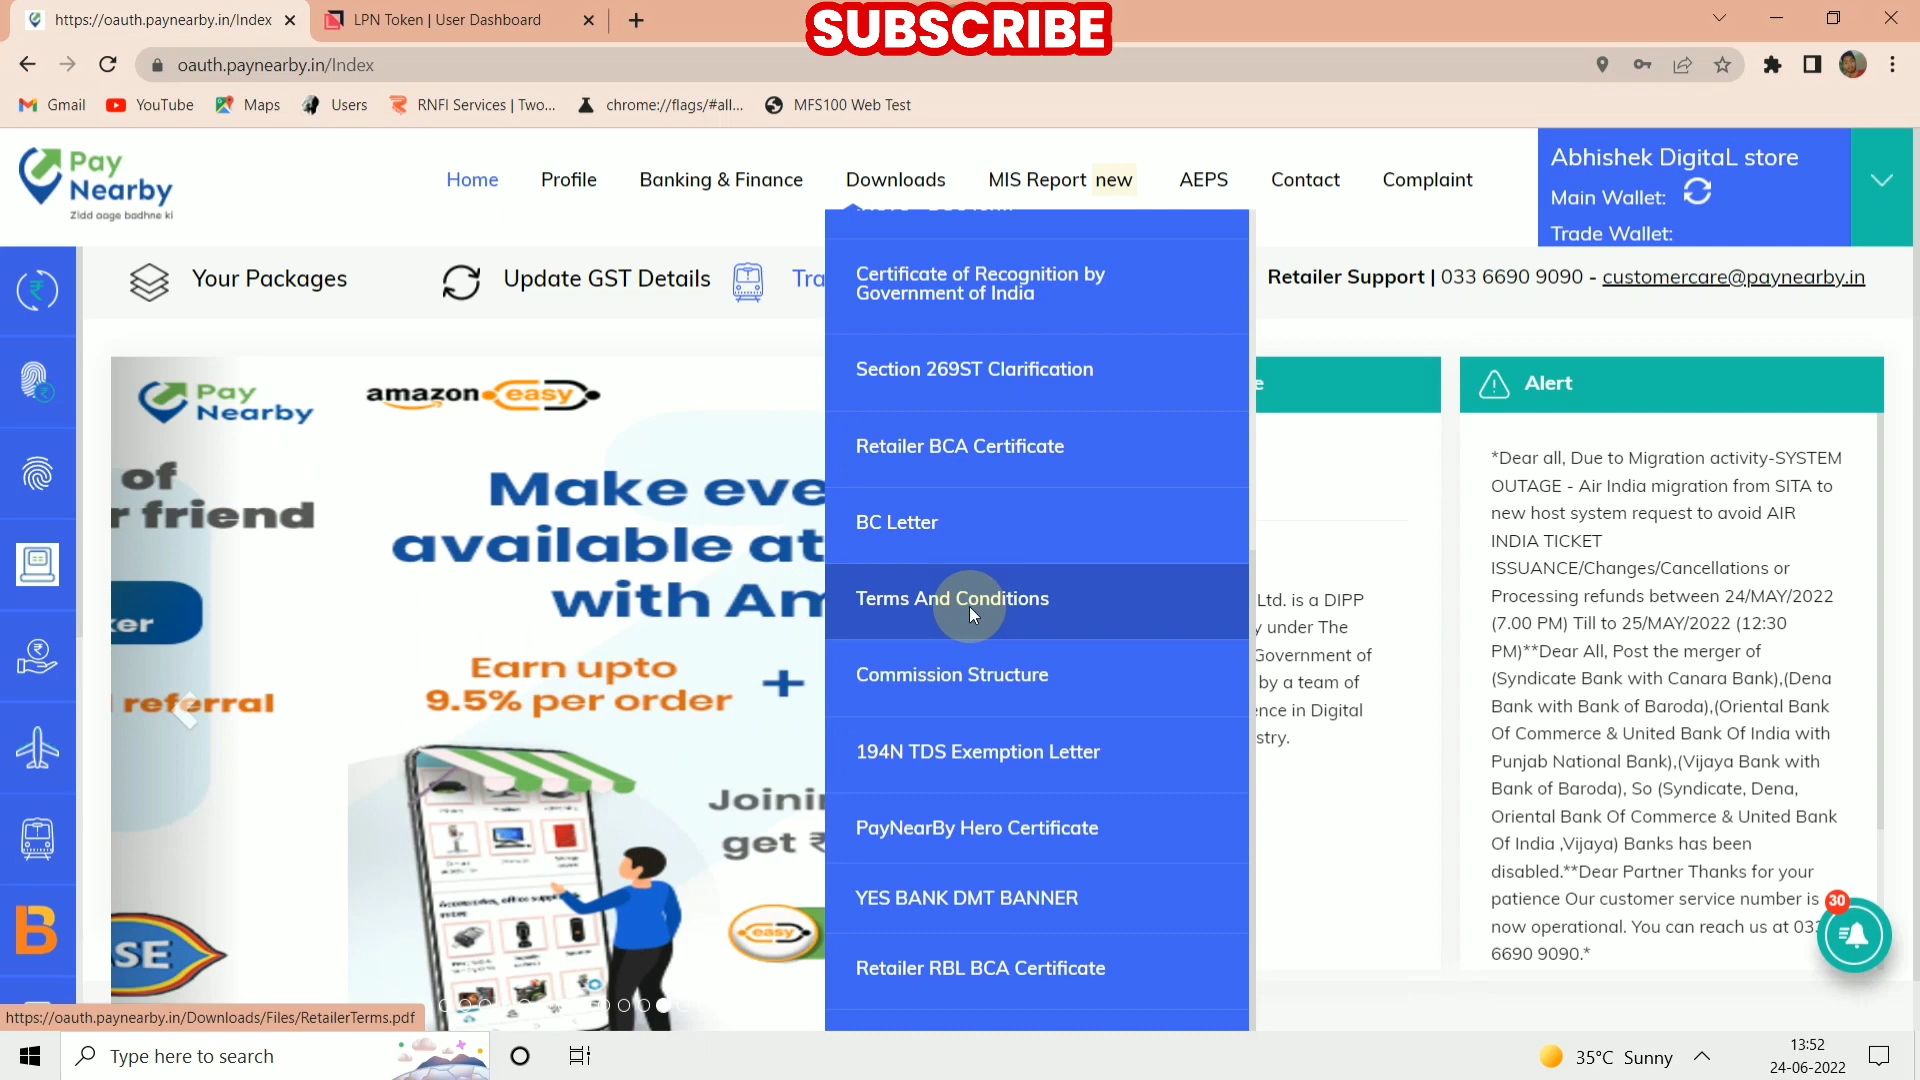 https://oauth.paynearby.in/Index
LPN Token | User Dashboard
SUBSCRIBE
oauth.paynearby.in/Index
Gmail
YouTube
Maps
Users
RNFI Services | Two...
chrome://flags/#all...
MFS100 Web Test
Pay
Nearby
Zidd aage badhne ki
Home
Profile
Banking & Finance
Downloads
MIS Report new
AEPS
Contact
Complaint
Abhishek DigitaL store
Main Wallet:
Trade Wallet:
Your Packages
Update GST Details
Tra
Retailer Support | 033 6690 9090 - customercare@paynearby.in
Certificate of Recognition by
Government of India
Section 269ST Clarification
Retailer BCA Certificate
BC Letter
Terms And Conditions
Commission Structure
194N TDS Exemption Letter
PayNearBy Hero Certificate
YES BANK DMT BANNER
Retailer RBL BCA Certificate
Pay
Nearby
amazon easy
of
r friend
ker
referral
SE
Make eve
available at
with Am
Earn upto
9.5% per order
+
Joini
get ₹
easy
e
Ltd. is a DIPP
y under The
Government of
by a team of
ence in Digital
stry.
Alert
*Dear all, Due to Migration activity-SYSTEM
OUTAGE - Air India migration from SITA to
new host system request to avoid AIR
INDIA TICKET
ISSUANCE/Changes/Cancellations or
Processing refunds between 24/MAY/2022
(7.00 PM) Till to 25/MAY/2022 (12:30
PM)**Dear All, Post the merger of
(Syndicate Bank with Canara Bank),(Dena
Bank with Bank of Baroda),(Oriental Bank
Of Commerce & United Bank Of India with
Punjab National Bank),(Vijaya Bank with
Bank of Baroda), So (Syndicate, Dena,
Oriental Bank Of Commerce & United Bank
Of India ,Vijaya) Banks has been
disabled.**Dear Partner Thanks for your
patience Our customer service number is
now operational. You can reach us at 033
6690 9090.*
30
https://oauth.paynearby.in/Downloads/Files/RetailerTerms.pdf
Type here to search
35°C Sunny
13:52
24-06-2022